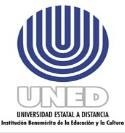 UNED
UNIVERSIDAD ESTATAL A DISTANCIA
Institución Benemérita de la Educación y la Cultura